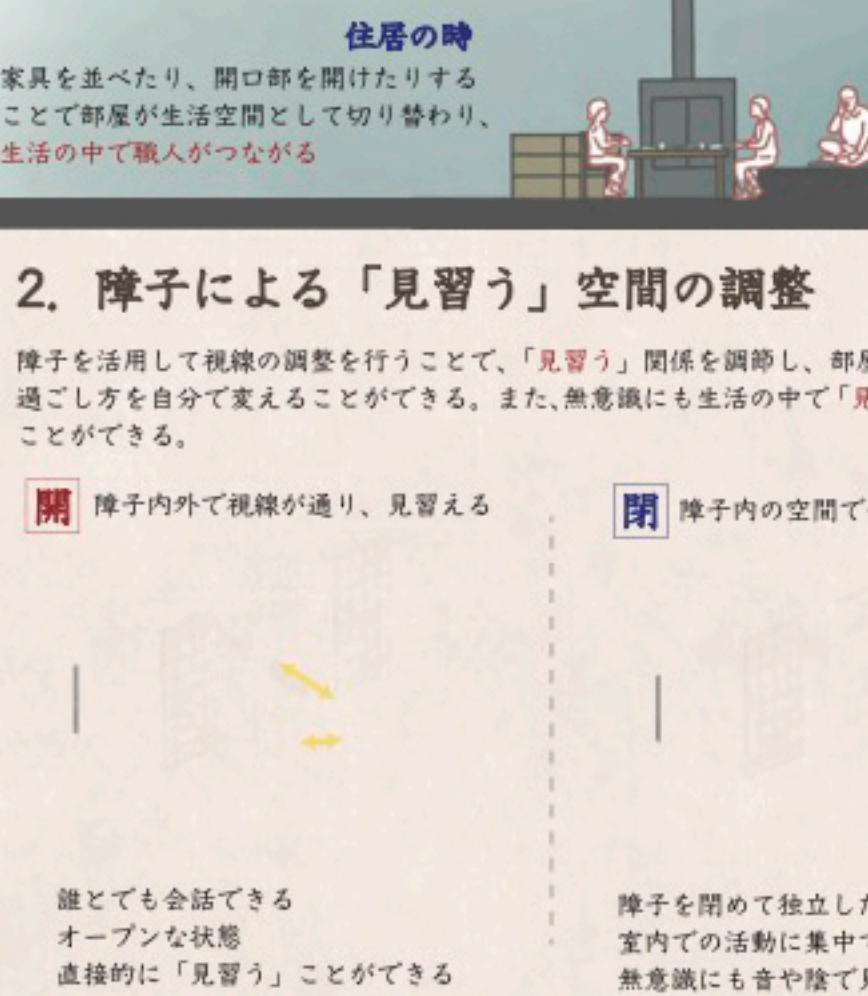 住居の時
家具を並べたり、開口部を開けたりする
ことで部屋が生活空間として切り替わり、
生活の中で職人がつながる
2. 障子による「見習う」空間の調整
障子を活用して視線の調整を行うことで、「見習う」関係を調節し、部屋
過ごし方を自分で変えることができる。また、無意識にも生活の中で「見
ことができる。
開 障子内外で視線が通り、見習える
閉 障子内の空間で
誰とでも会話できる
オープンな状態
直接的に「見習う」ことができる
障子を閉めて独立した
室内での活動に集中で
無意識にも音や陰で見